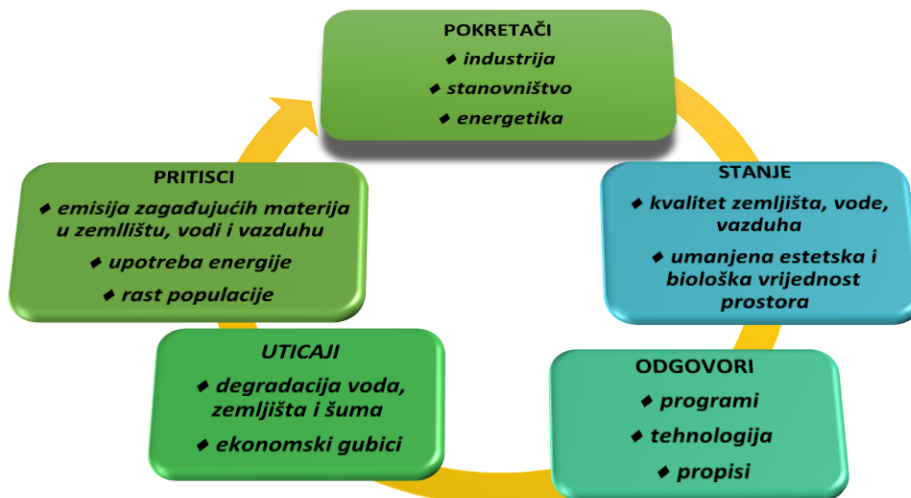 POKRETAČI
◆ industrija
◆ stanovništvo
◆ energetika
PRITISCI
◆ emisija zagađujućih materija
u zemllištu, vodi i vazduhu
◆ upotreba energije
◆ rast populacije
STANJE
◆ kvalitet zemljišta, vode,
vazduha
◆ umanjena estetska i
biološka vrijednost
prostora
UTICAJI
◆ degradacija voda,
zemljišta i šuma
◆ ekonomski gubici
ODGOVORI
◆ programi
◆ tehnologija
◆ propisi